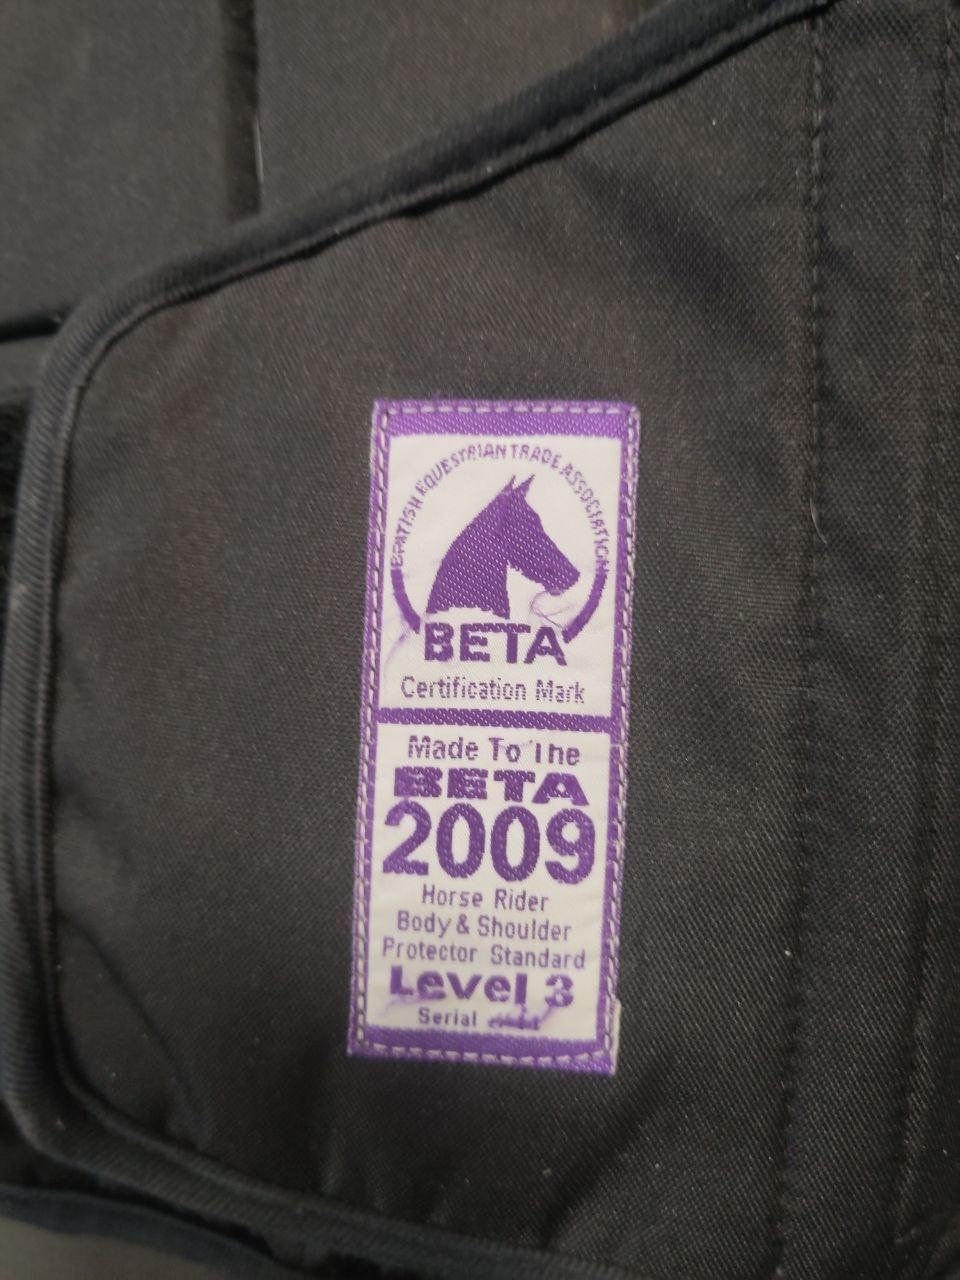 BRITISH EQUESTRIAN TRADE ASSOCIATION
BETA
Certification Mark
Made To The
BETA
2009
Horse Rider
Body & Shoulder
Protector Standard
Level 3
Serial